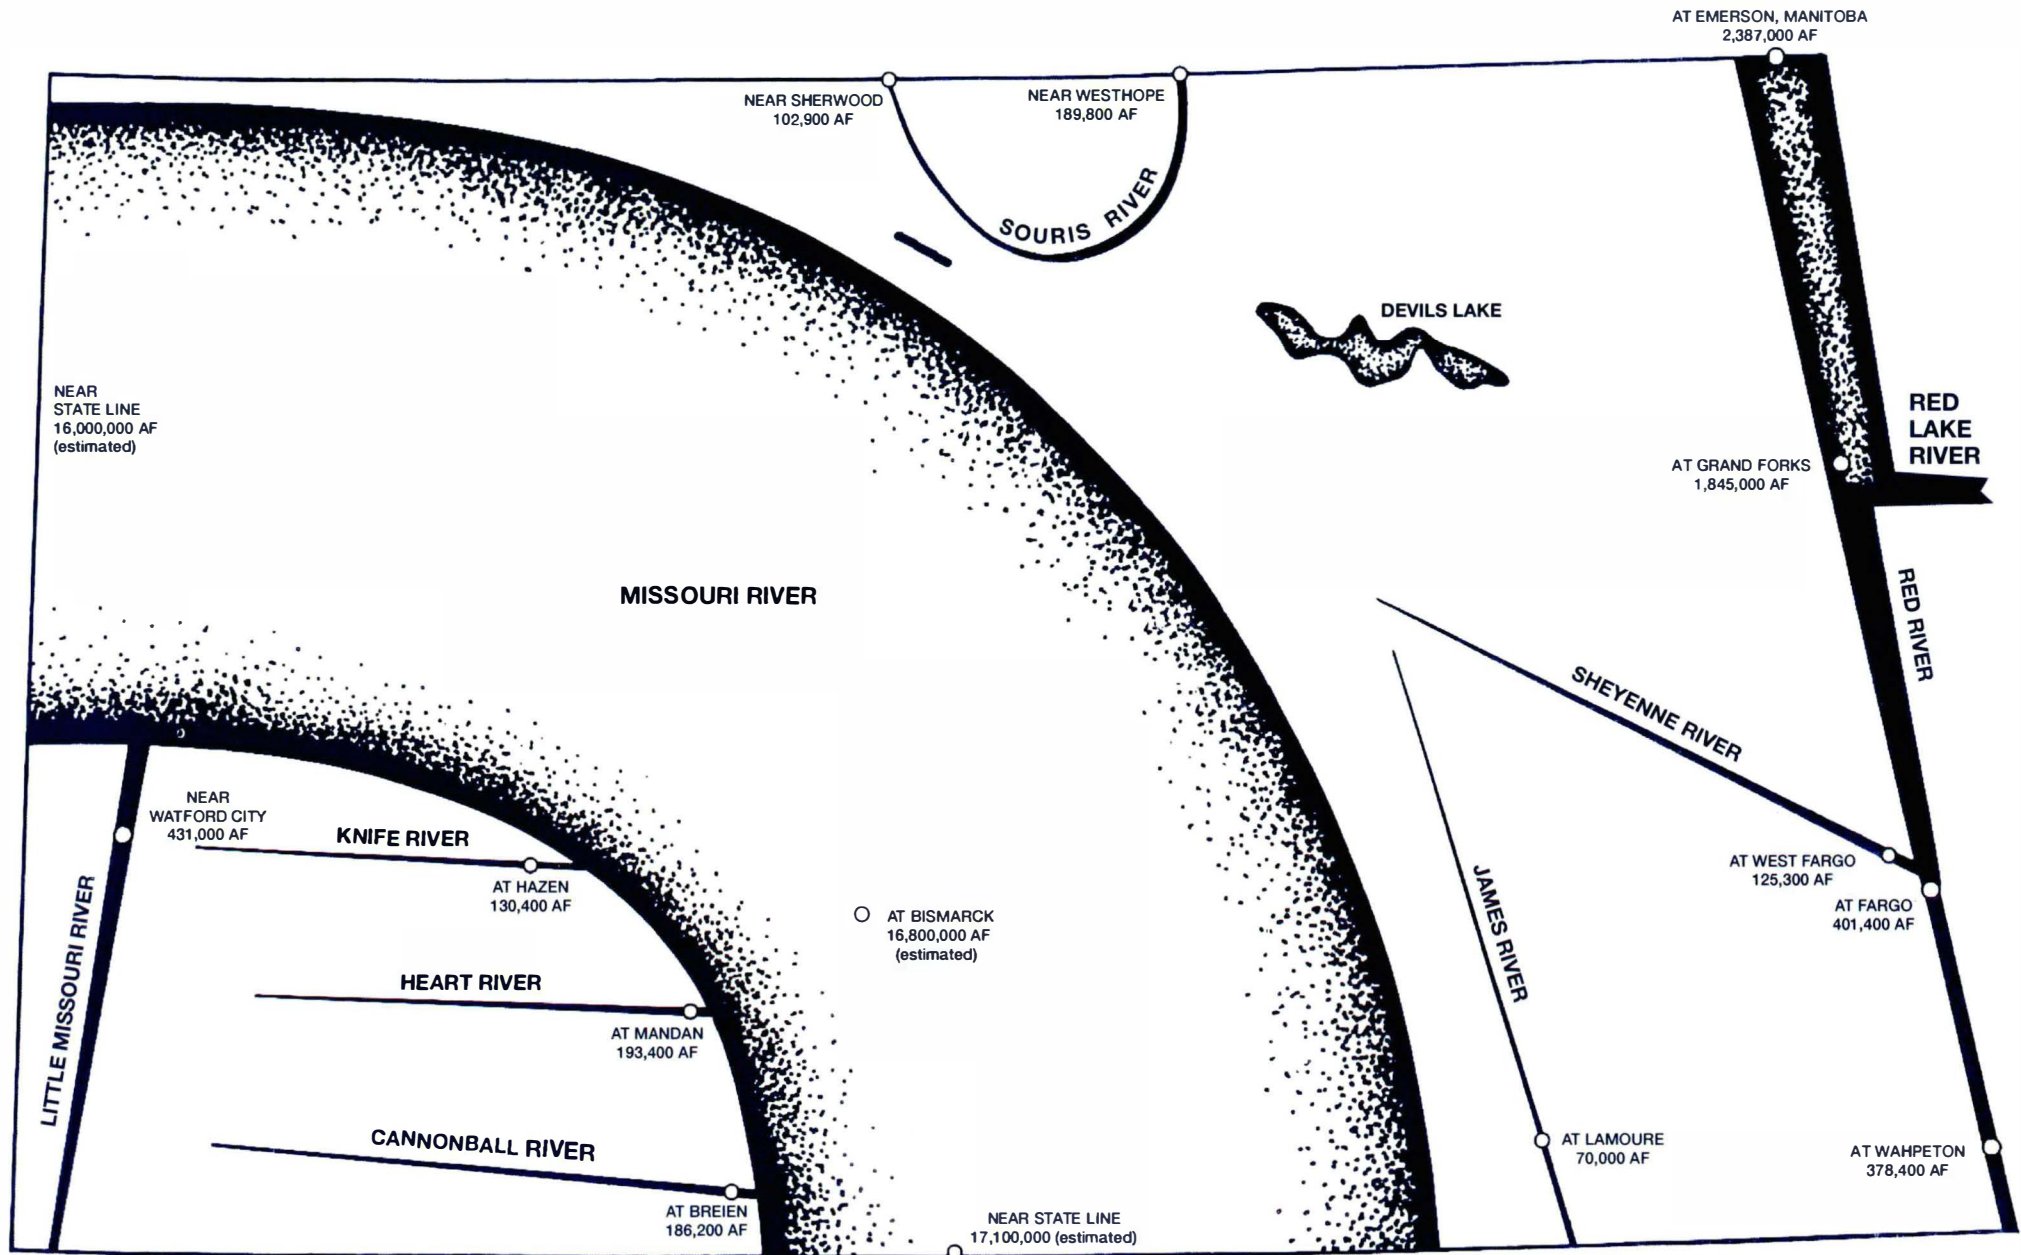 AT EMERSON, MANITOBA
2,387,000 AF
NEAR SHERWOOD
102,900 AF
NEAR WESTHOPE
189,800 AF
SOURIS RIVER
DEVILS LAKE
NEAR
STATE LINE
16,000,000 AF
(estimated)
RED
LAKE
RIVER
AT GRAND FORKS
1,845,000 AF
MISSOURI RIVER
RED RIVER
SHEYENNE RIVER
NEAR
WATFORD CITY
431,000 AF
KNIFE RIVER
AT HAZEN
130,400 AF
LITTLE MISSOURI RIVER
AT BISMARCK
16,800,000 AF
(estimated)
JAMES RIVER
AT WEST FARGO
125,300 AF
AT FARGO
401,400 AF
HEART RIVER
AT MANDAN
193,400 AF
CANNONBALL RIVER
AT BREIEN
186,200 AF
AT LAMOURE
70,000 AF
AT WAHPETON
378,400 AF
NEAR STATE LINE
17,100,000 (estimated)